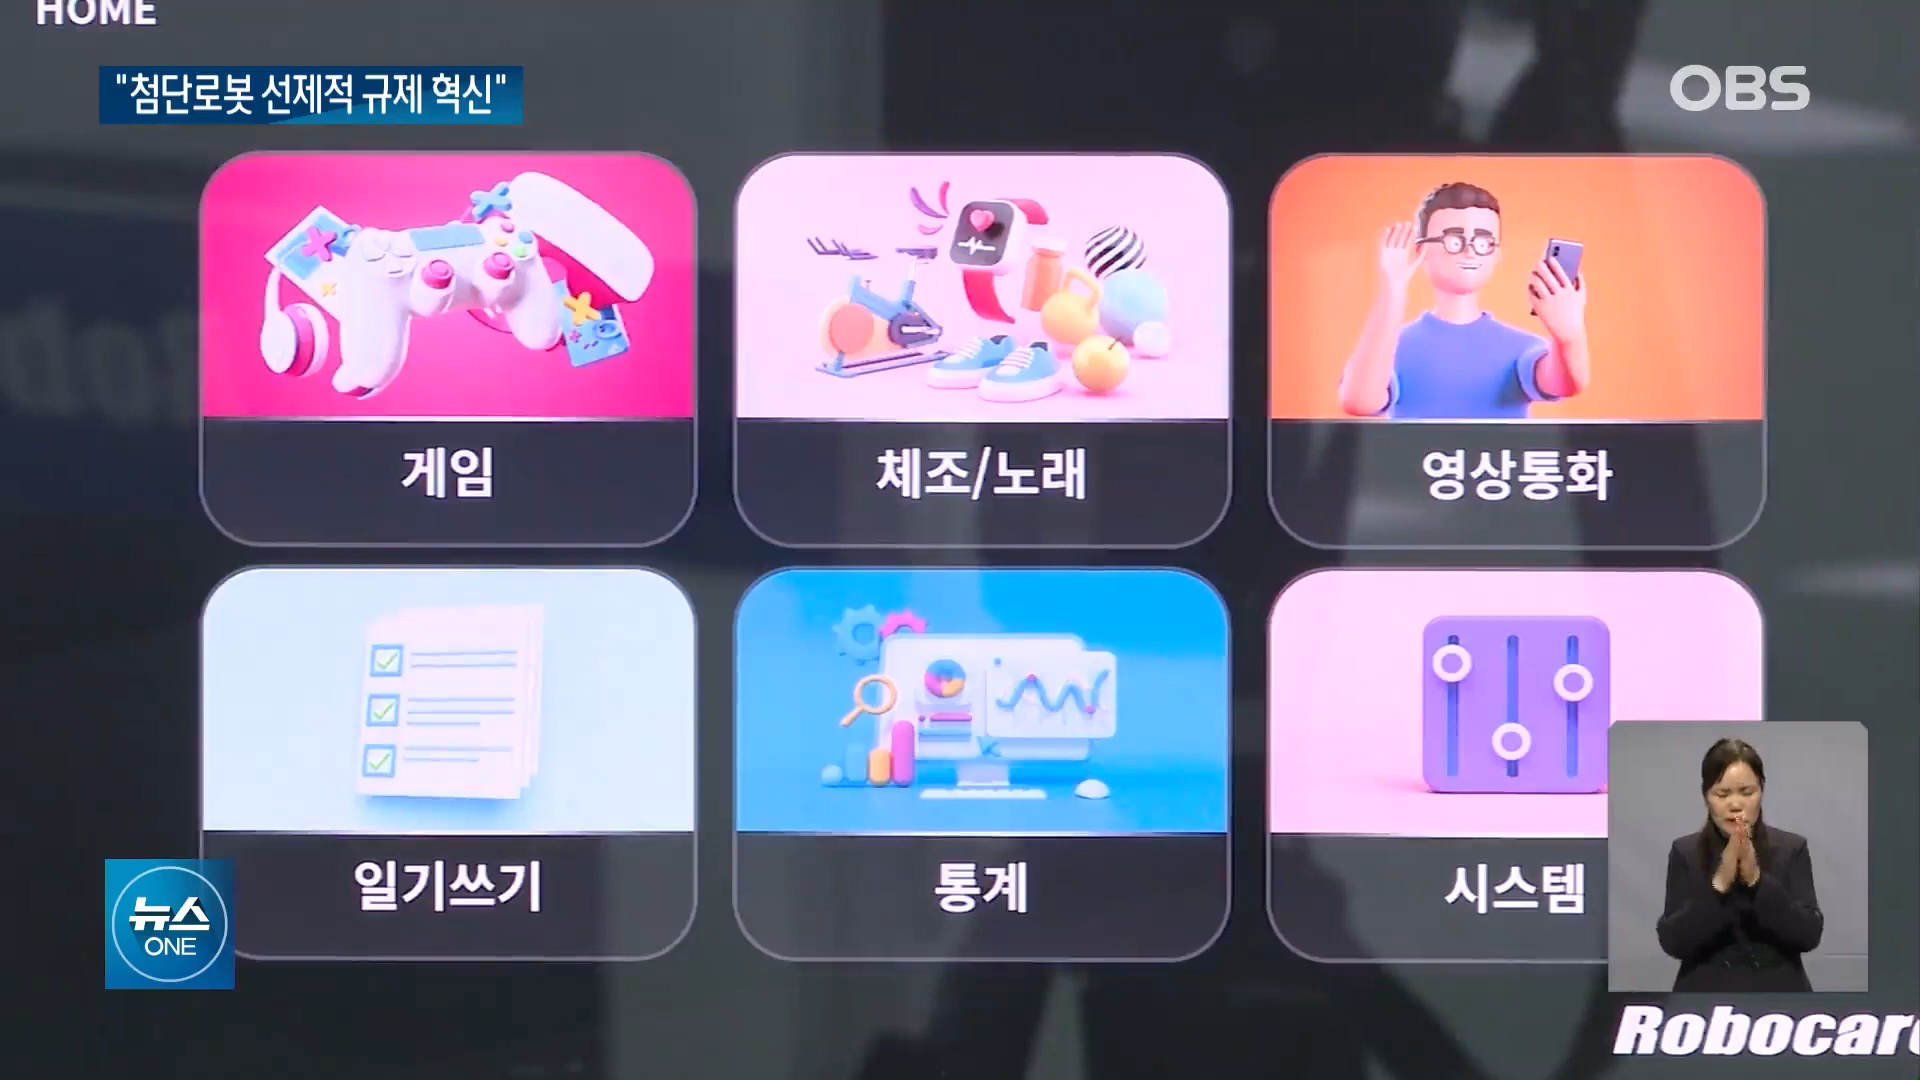 HOME
"첨단로봇 선제적 규제 혁신"
OBS
게임
체조/노래
영상통화
일기쓰기
통계
시스템
뉴스
ONE
Robocare